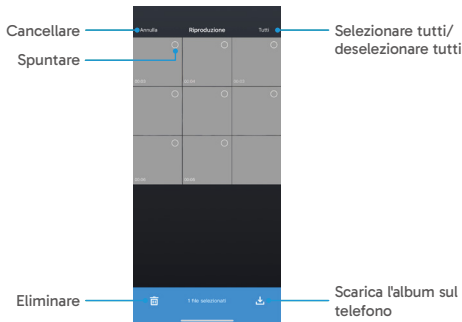 Cancellare
Annulla
Riproduzione
Tutti
Selezionare tutti/
deselezionare tutti
Spuntare
Eliminare
1 file selezionati
Scarica l'album sul
telefono